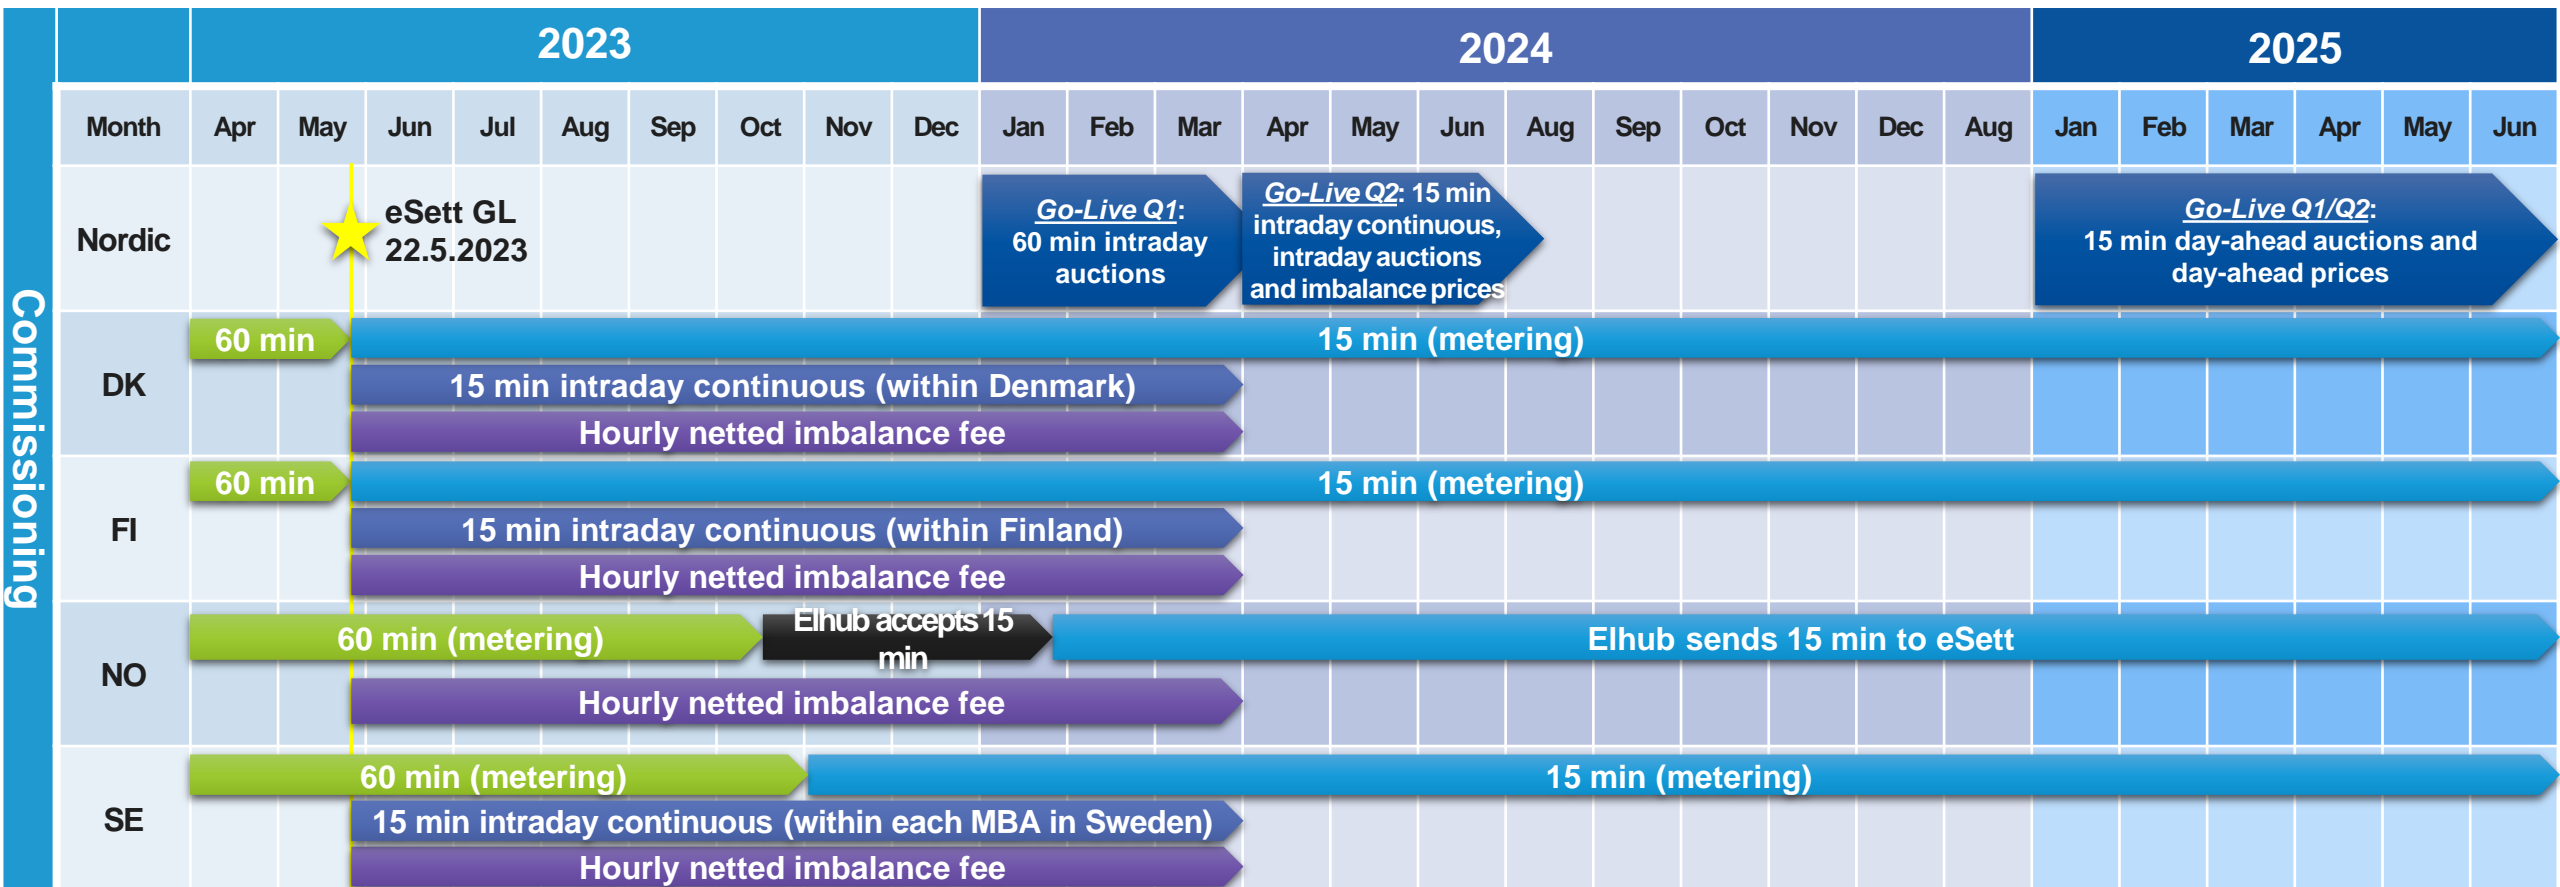 Commissioning
2023
2024
2025
Month
Apr
May
Jun
Jul
Aug
Sep
Oct
Nov
Dec
Jan
Feb
Mar
Apr
May
Jun
Aug
Sep
Oct
Nov
Dec
Aug
Jan
Feb
Mar
Apr
May
Jun
Nordic
eSett GL
22.5.2023
Go-Live Q1:
60 min intraday
auctions
Go-Live Q2: 15 min
intraday continuous,
intraday auctions
and imbalance prices
Go-Live Q1/Q2:
15 min day-ahead auctions and
day-ahead prices
DK
60 min
15 min (metering)
15 min intraday continuous (within Denmark)
Hourly netted imbalance fee
FI
60 min
15 min (metering)
15 min intraday continuous (within Finland)
Hourly netted imbalance fee
NO
60 min (metering)
Elhub accepts 15
min
Elhub sends 15 min to eSett
Hourly netted imbalance fee
SE
60 min (metering)
15 min (metering)
15 min intraday continuous (within each MBA in Sweden)
Hourly netted imbalance fee